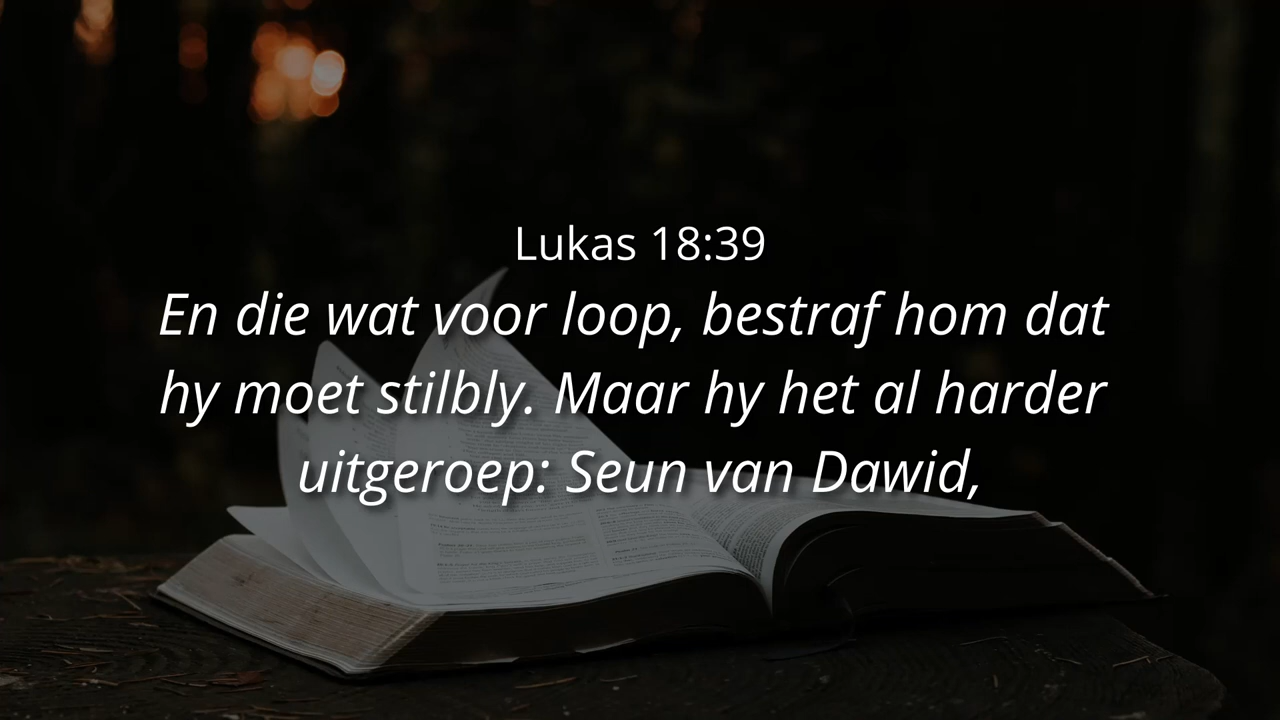 Lukas 18:39
En die wat voor loop, bestraf hom dat
hy moet stilbly. Maar hy het al harder
uitgeroep: Seun van Dawid,